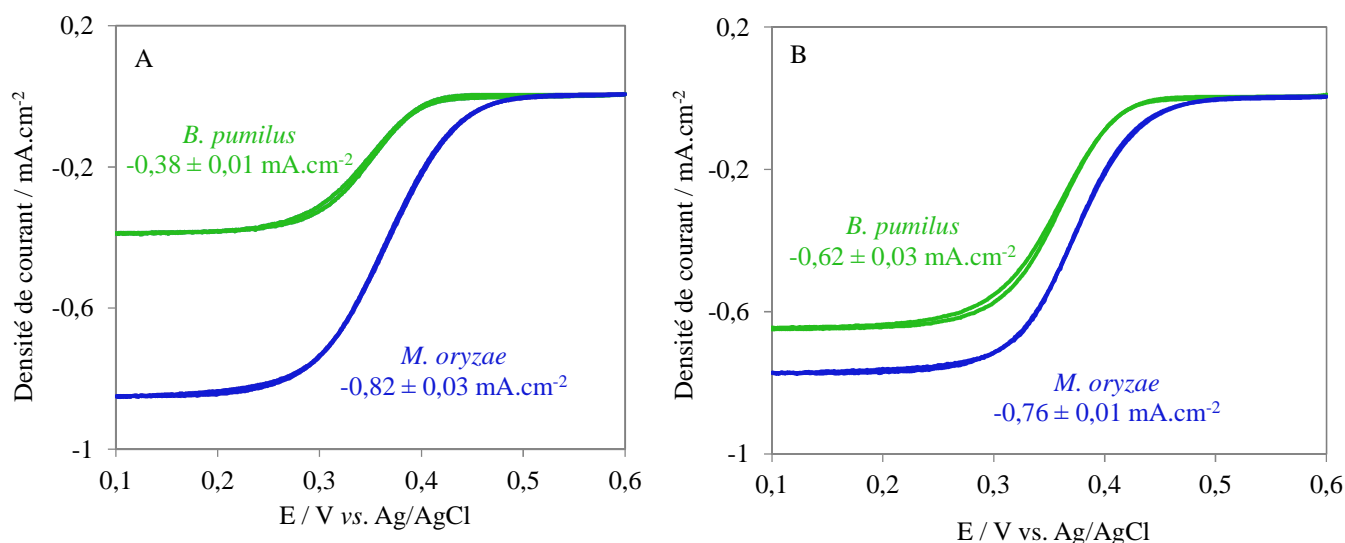 A
0,2
-0,2
-0,6
-1
Densité de courant / mA.cm-2
B. pumilus
-0,38 ± 0,01 mA.cm-2
M. oryzae
-0,82 ± 0,03 mA.cm-2
0,1 0,2 0,3 0,4 0,5 0,6
E / V vs. Ag/AgCl
B
0,2
-0,2
-0,6
-1
Densité de courant / mA.cm-2
B. pumilus
-0,62 ± 0,03 mA.cm-2
M. oryzae
-0,76 ± 0,01 mA.cm-2
0,1 0,2 0,3 0,4 0,5 0,6
E / V vs. Ag/AgCl